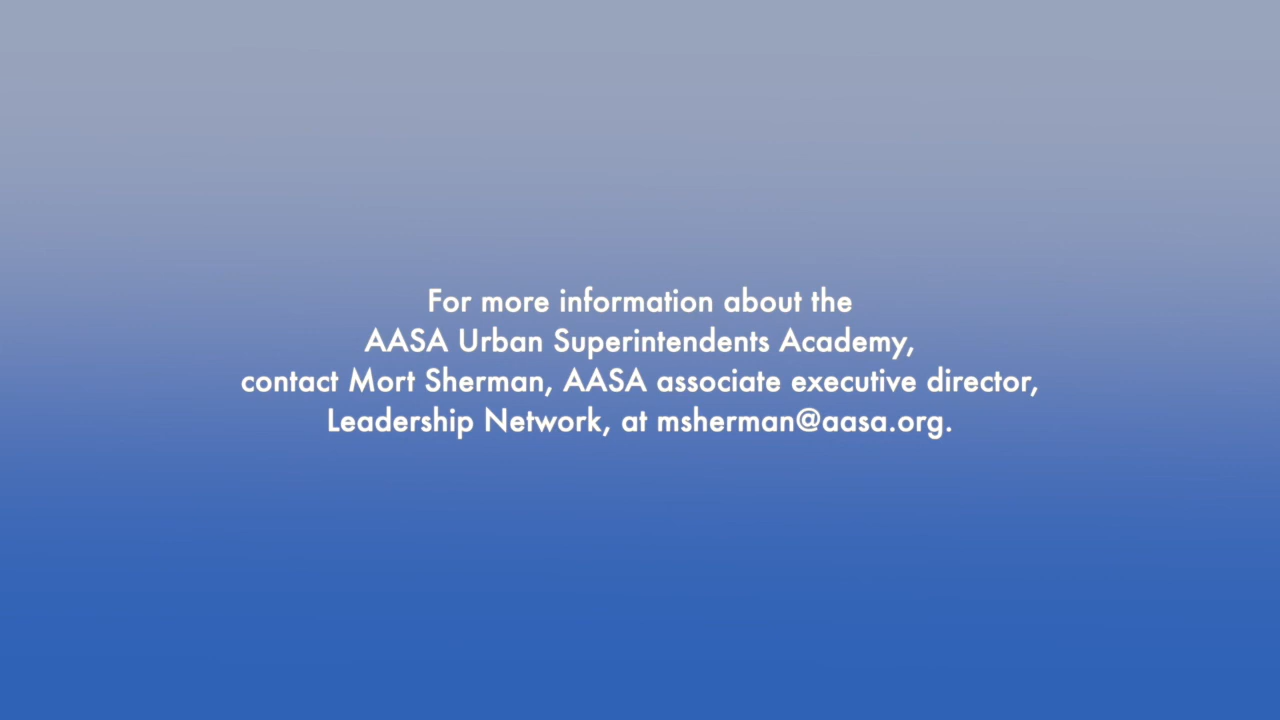 For more information about the
AASA Urban Superintendents Academy,
contact Mort Sherman, AASA associate executive director,
Leadership Network, at msherman@aasa.org.